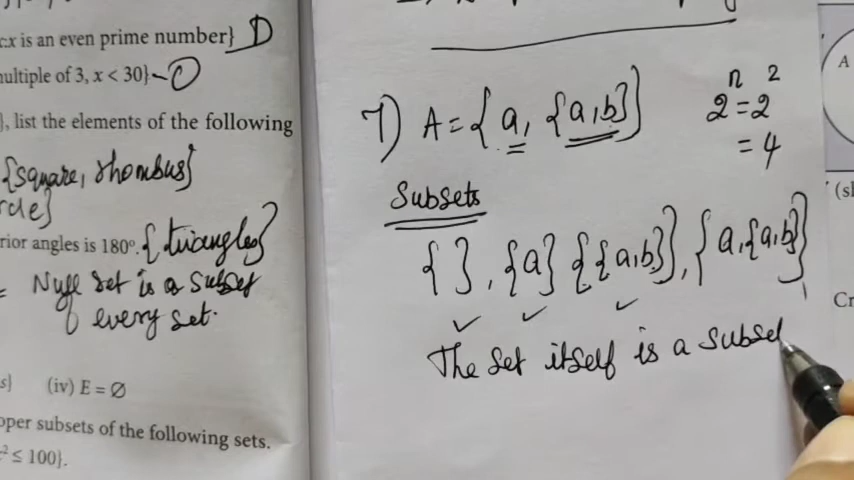 x is an even prime number} D
multiple of 3, x < 30} - O
}, list the elements of the following
{square, rhombus}
rcle}
rior angles is 180°. {triangles}
= Null set is a subset
of every set.
s} (iv) E = ∅
oper subsets of the following sets.
² ≤ 100}.
7) A = { a, {a,b}}
2ⁿ = 2²
= 4
Subsets
{ }, {a} {{a,b}}, {a,{a,b}}
The set itself is a subset
A
(sl
Cr